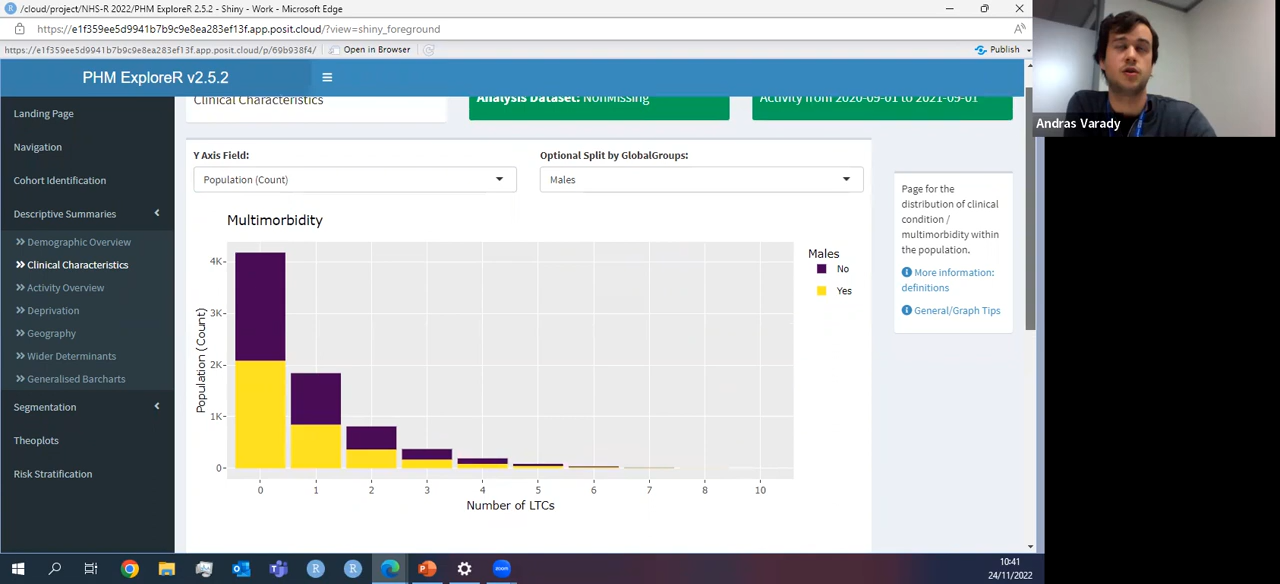 /cloud/project/NHS-R 2022/PHM ExploreR 2.5.2 - Shiny - Work - Microsoft Edge
https://e1f359ee5d9941b7b9c9e8ea283ef13f.app.posit.cloud/?view=shiny_foreground
https://e1f359ee5d9941b7b9c9e8ea283ef13f.app.posit.cloud/p/69b938f4/
Open in Browser
Publish
PHM ExploreR v2.5.2
Andras Varady
Landing Page
Navigation
Cohort Identification
Descriptive Summaries
Demographic Overview
Clinical Characteristics
Activity Overview
Deprivation
Geography
Wider Determinants
Generalised Barcharts
Segmentation
Theoplots
Risk Stratification
Clinical Characteristics
Analysis Dataset: NonMissing
Activity from 2020-09-01 to 2021-09-01
Y Axis Field:
Population (Count)
Optional Split by GlobalGroups:
Males
Multimorbidity
Population (Count)
4K
3K
2K
1K
0
0 1 2 3 4 5 6 7 8 10
Number of LTCs
Males
No
Yes
Page for the
distribution of clinical
condition /
multimorbidity within
the population.
More information:
definitions
General/Graph Tips
10:41
24/11/2022